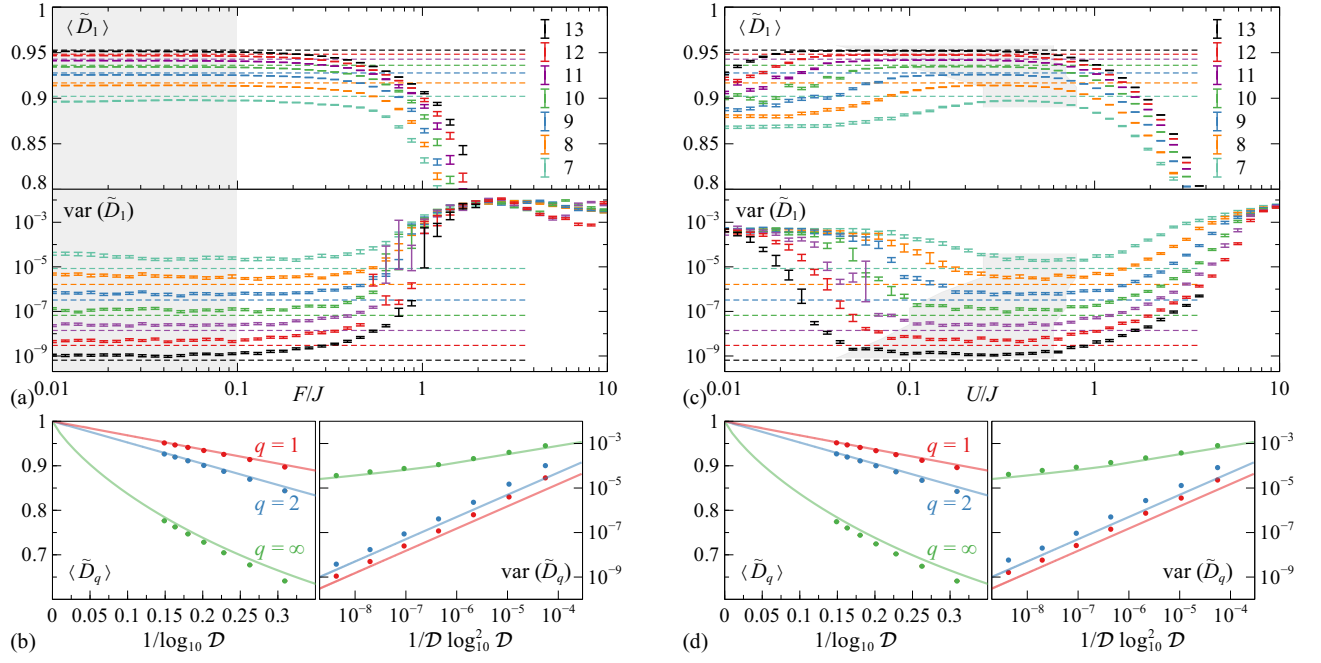 ⟨ D̃₁ ⟩
0.95
0.9
0.85
0.8
13
12
11
10
9
8
7
var (D̃₁)
10⁻³
10⁻⁵
10⁻⁷
10⁻⁹
0.01 0.1 1 10
F/J
(a)
⟨ D̃₁ ⟩
0.95
0.9
0.85
0.8
13
12
11
10
9
8
7
var (D̃₁)
10⁻³
10⁻⁵
10⁻⁷
10⁻⁹
0.01 0.1 1 10
U/J
(c)
1
0.9
0.8
0.7
q = 1
q = 2
q = ∞
⟨ D̃_q ⟩
0 0.05 0.1 0.15 0.2 0.25 0.3
1/log₁₀ 𝒟
(b)
10⁻³
10⁻⁵
10⁻⁷
10⁻⁹
var (D̃_q)
10⁻⁸ 10⁻⁷ 10⁻⁶ 10⁻⁵ 10⁻⁴
1/𝒟 log²₁₀ 𝒟
1
0.9
0.8
0.7
q = 1
q = 2
q = ∞
⟨ D̃_q ⟩
0 0.05 0.1 0.15 0.2 0.25 0.3
1/log₁₀ 𝒟
(d)
10⁻³
10⁻⁵
10⁻⁷
10⁻⁹
var (D̃_q)
10⁻⁸ 10⁻⁷ 10⁻⁶ 10⁻⁵ 10⁻⁴
1/𝒟 log²₁₀ 𝒟